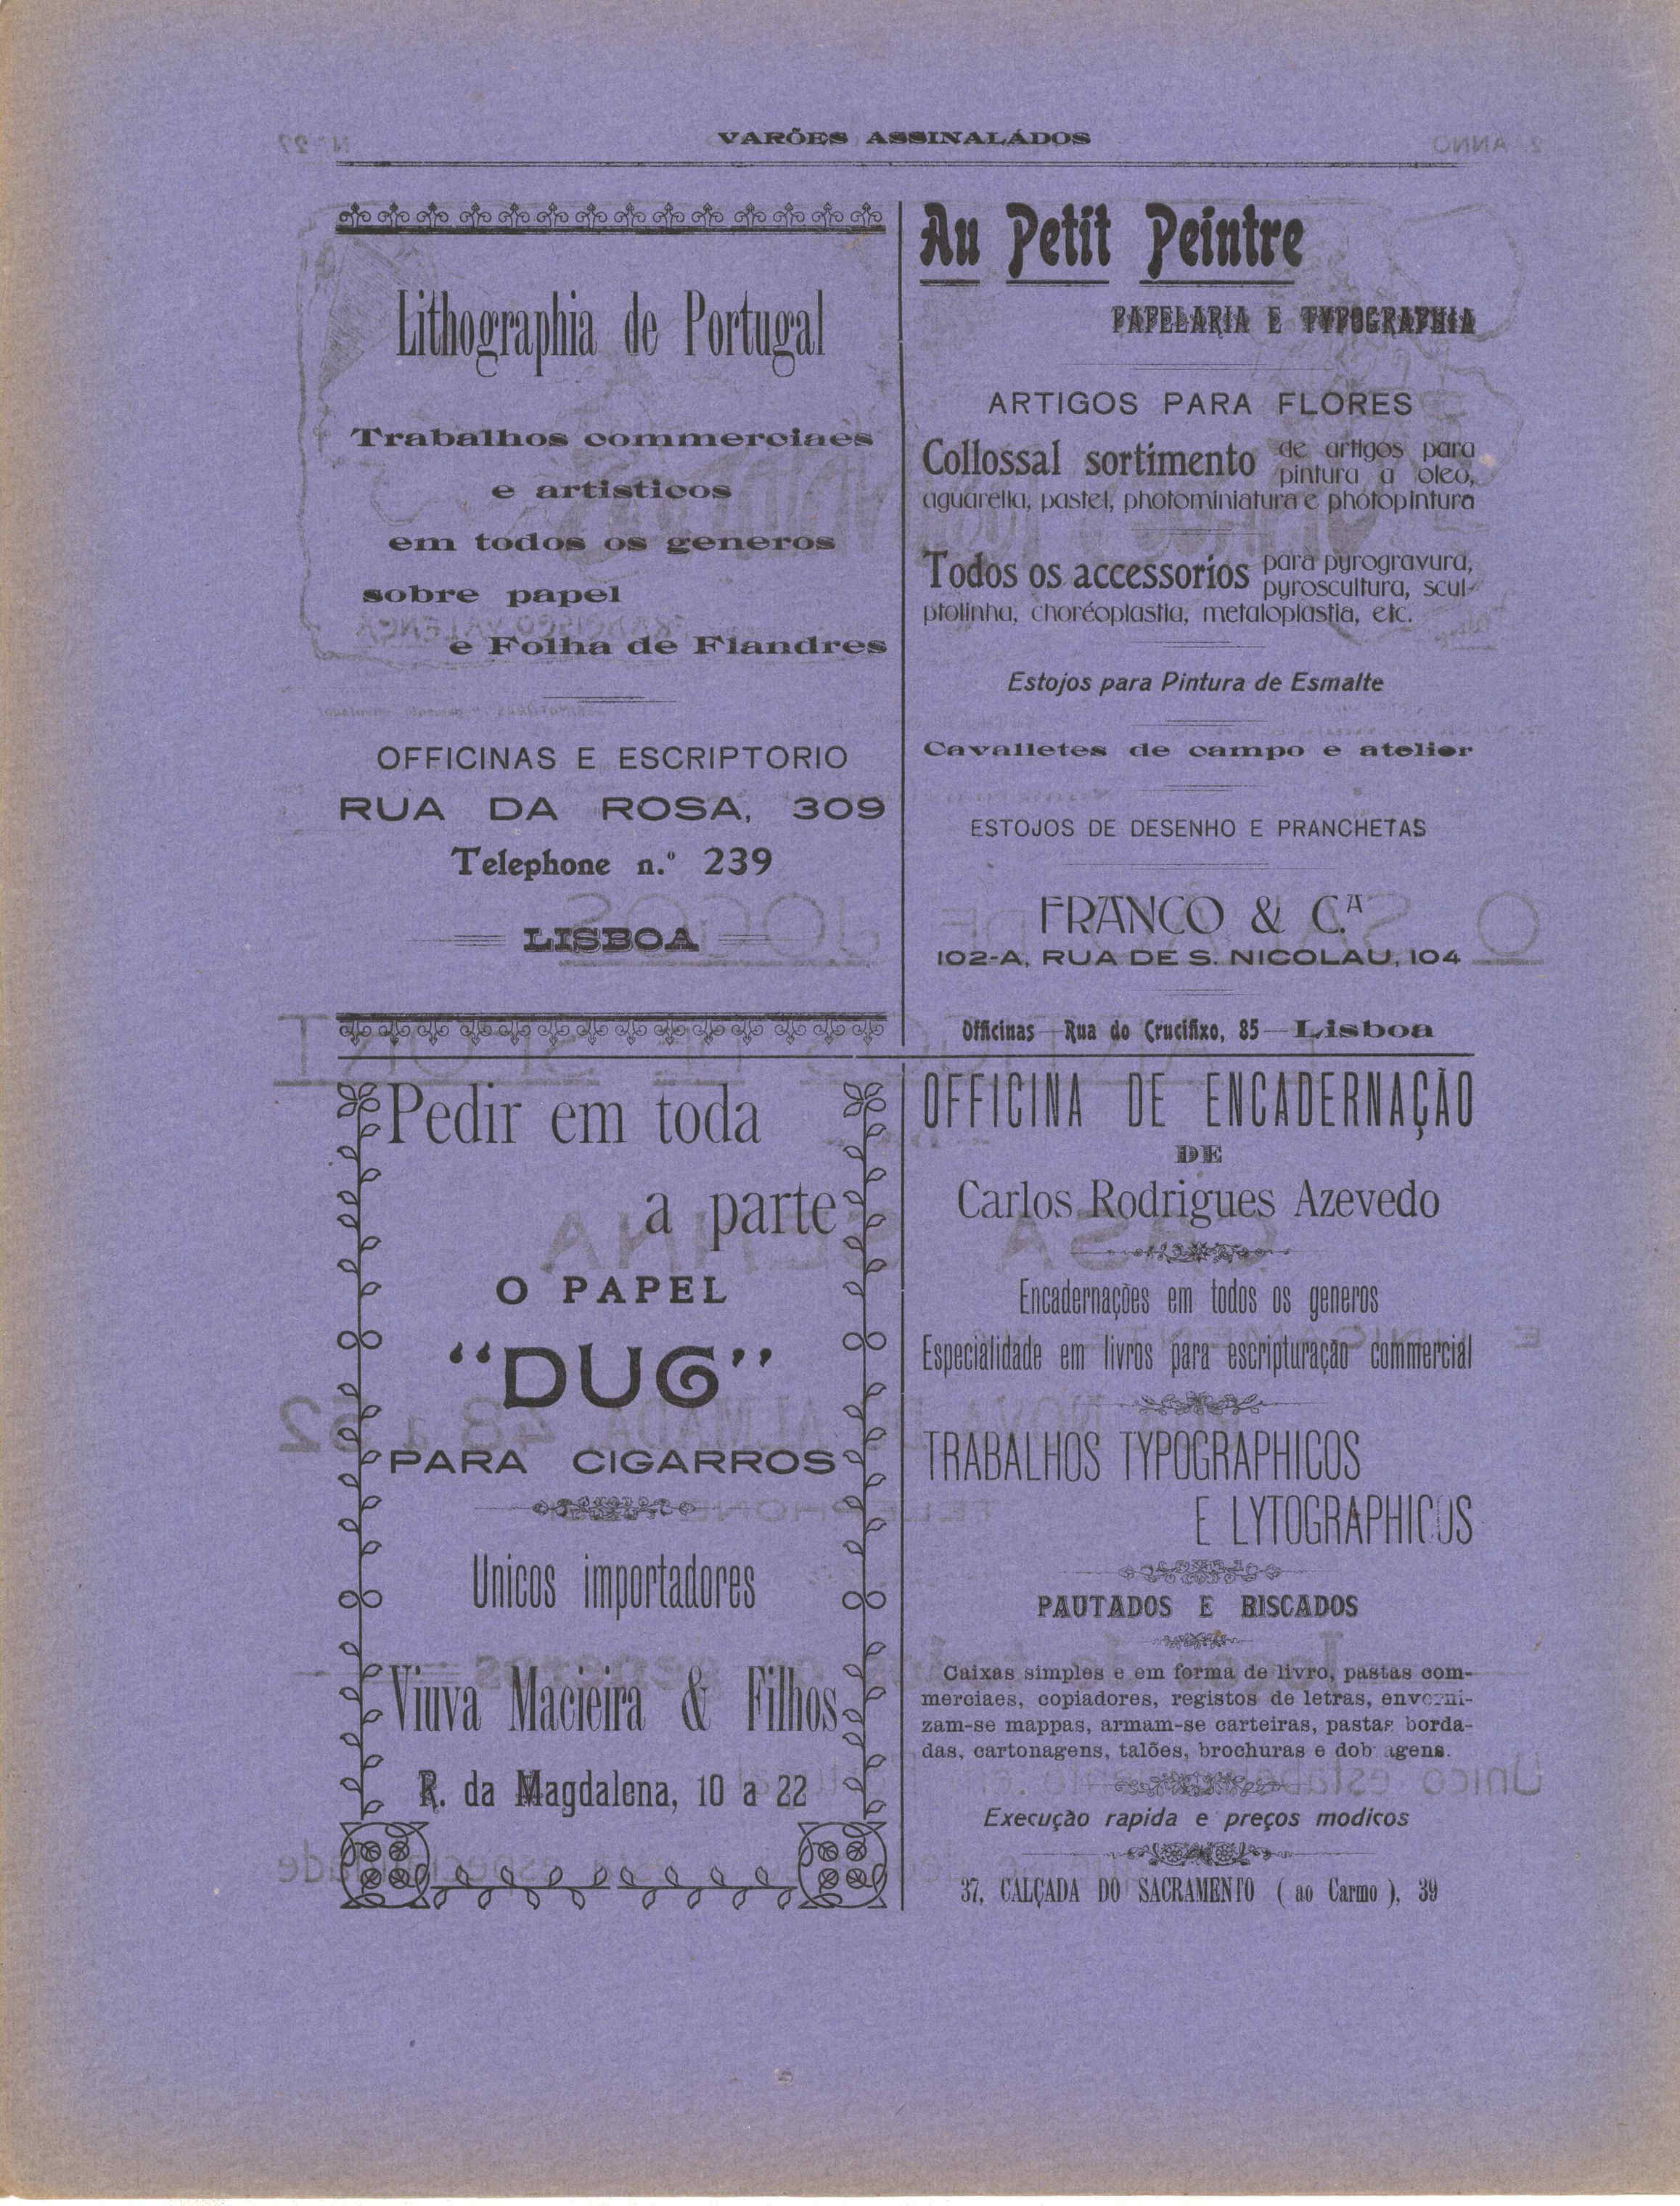 VARÕES ASSINALÁDOS
Lithographia de Portugal
Trabalhos commerciaes
e artisticos
em todos os generos
sobre papel
e Folha de Flandres
OFFICINAS E ESCRIPTORIO
RUA DA ROSA, 309
Telephone n.º 239
LISBOA
Au Petit Peintre
PAPELARIA E TYPOGRAPHIA
ARTIGOS PARA FLORES
Collossal sortimento de artigos para
pintura a oleo,
aguarella, pastel, photominiatura e photopintura
Todos os accessorios para pyrogravura,
pyroscultura, scul-
ptolinha, choréoplastia, metaloplastia, etc.
Estojos para Pintura de Esmalte
Cavalletes de campo e atelier
ESTOJOS DE DESENHO E PRANCHETAS
FRANCO & C.ᴬ
102-A, RUA DE S. NICOLAU, 104
Officinas—Rua do Crucifixo, 85—Lisboa
Pedir em toda
a parte
O PAPEL
“DUG”
PARA CIGARROS
Unicos importadores
Viuva Macieira & Filhos
R. da Magdalena, 10 a 22
OFFICINA DE ENCADERNAÇÃO
DE
Carlos Rodrigues Azevedo
Encadernações em todos os generos
Especialidade em livros para escripturação commercial
TRABALHOS TYPOGRAPHICOS
E LYTOGRAPHICOS
PAUTADOS E RISCADOS
Caixas simples e em forma de livro, pastas com-
merciaes, copiadores, registos de letras, enverni-
zam-se mappas, armam-se carteiras, pastas borda-
das, cartonagens, talões, brochuras e dobragens.
Execução rapida e preços modicos
37, CALÇADA DO SACRAMENTO (ao Carmo), 39